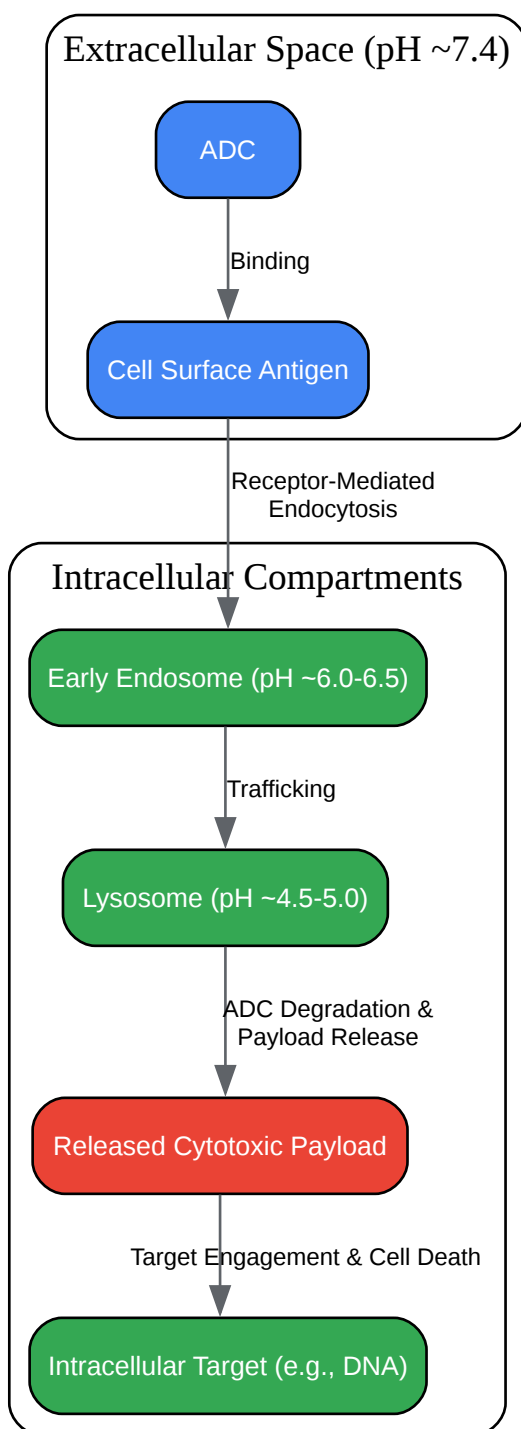 Extracellular Space (pH ~7.4)
ADC
Binding
Cell Surface Antigen
Receptor-Mediated
Endocytosis
Intracellular Compartments
Early Endosome (pH ~6.0-6.5)
Trafficking
Lysosome (pH ~4.5-5.0)
ADC Degradation &
Payload Release
Released Cytotoxic Payload
Target Engagement & Cell Death
Intracellular Target (e.g., DNA)